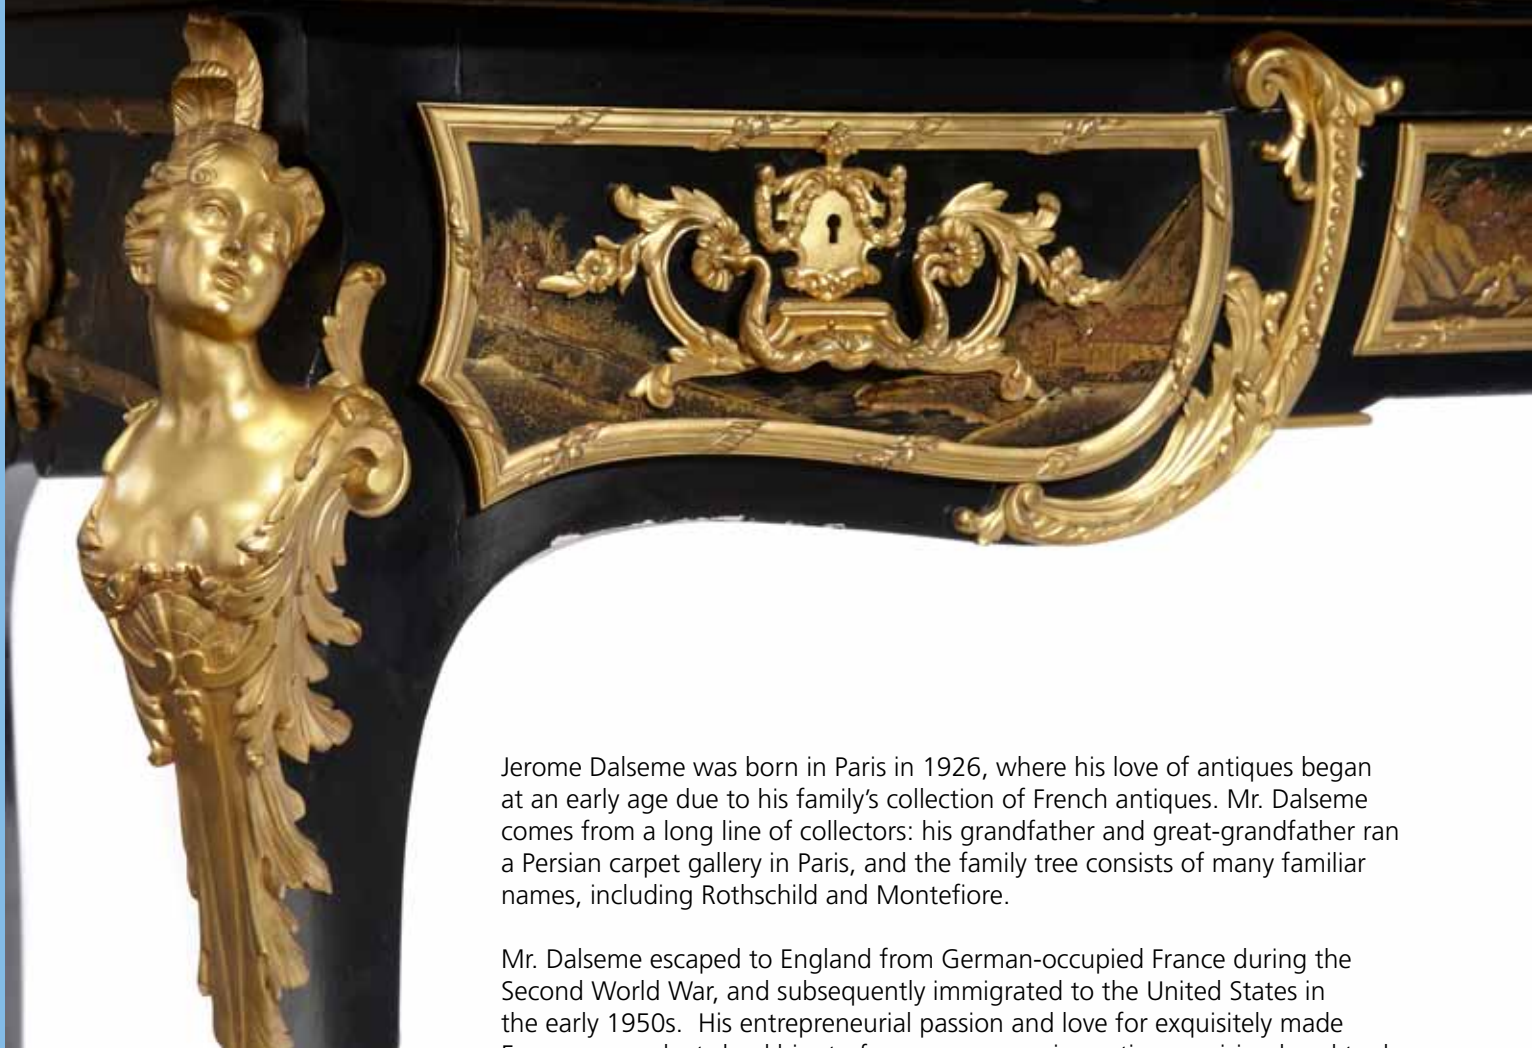 Jerome Dalseme was born in Paris in 1926, where his love of antiques began
at an early age due to his family’s collection of French antiques. Mr. Dalseme
comes from a long line of collectors: his grandfather and great-grandfather ran
a Persian carpet gallery in Paris, and the family tree consists of many familiar
names, including Rothschild and Montefiore.
Mr. Dalseme escaped to England from German-occupied France during the
Second World War, and subsequently immigrated to the United States in
the early 1950s.  His entrepreneurial passion and love for exquisitely made